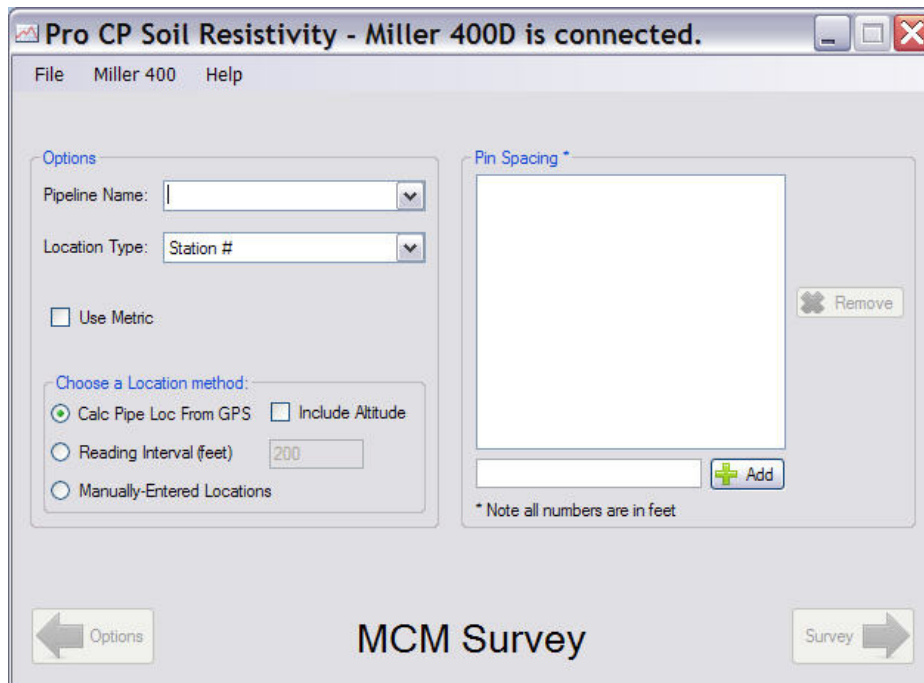 Pro CP Soil Resistivity - Miller 400D is connected.
File Miller 400 Help
Options
Pipeline Name:
Location Type: Station #
Use Metric
Choose a Location method:
Calc Pipe Loc From GPS Include Altitude
Reading Interval (feet) 200
Manually-Entered Locations
Pin Spacing *
Remove
Add
* Note all numbers are in feet
Options MCM Survey Survey